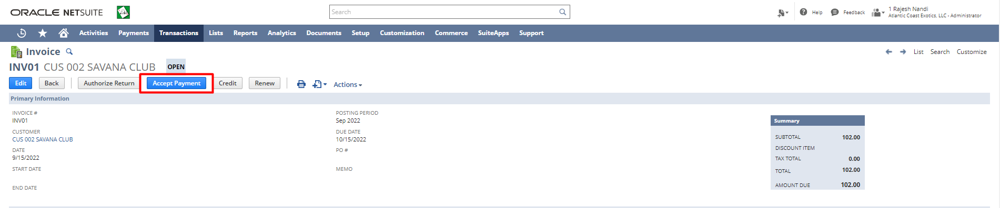 ORACLE NETSUITE
Search
Help
Feedback
1 Rajesh Nandi
Atlantic Coast Exotics, LLC - Administrator
Activities Payments Transactions Lists Reports Analytics Documents Setup Customization Commerce SuiteApps Support
Invoice
List Search Customize
INV01 CUS 002 SAVANA CLUB OPEN
Edit Back Authorize Return Accept Payment Credit Renew Actions
Primary Information
INVOICE #
INV01
CUSTOMER
CUS 002 SAVANA CLUB
DATE
9/15/2022
START DATE
END DATE
POSTING PERIOD
Sep 2022
DUE DATE
10/15/2022
PO #
MEMO
Summary
SUBTOTAL 102.00
DISCOUNT ITEM
TAX TOTAL 0.00
TOTAL 102.00
AMOUNT DUE 102.00